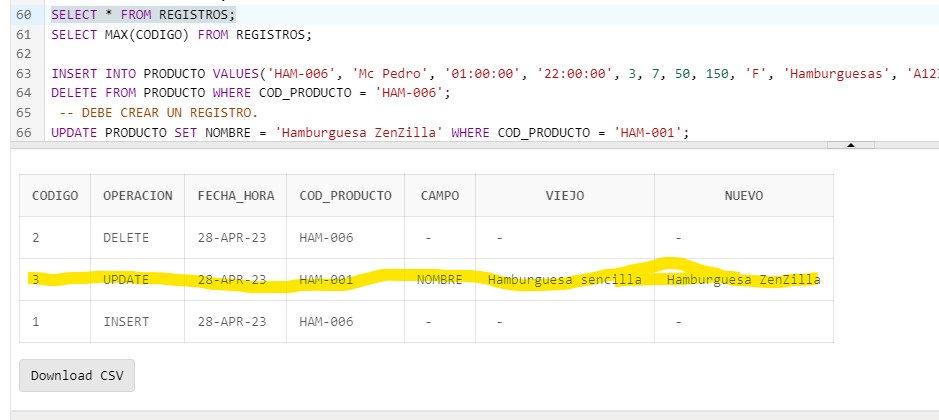 60 SELECT * FROM REGISTROS;
61 SELECT MAX(CODIGO) FROM REGISTROS;
62
63 INSERT INTO PRODUCTO VALUES('HAM-006', 'Mc Pedro', '01:00:00', '22:00:00', 3, 7, 50, 150, 'F', 'Hamburguesas', 'A123
64 DELETE FROM PRODUCTO WHERE COD_PRODUCTO = 'HAM-006';
65 -- DEBE CREAR UN REGISTRO.
66 UPDATE PRODUCTO SET NOMBRE = 'Hamburguesa ZenZilla' WHERE COD_PRODUCTO = 'HAM-001';
CODIGO OPERACION FECHA_HORA COD_PRODUCTO CAMPO VIEJO NUEVO
2 DELETE 28-APR-23 HAM-006 - - -
3 UPDATE 28-APR-23 HAM-001 NOMBRE Hamburguesa sencilla Hamburguesa ZenZilla
1 INSERT 28-APR-23 HAM-006 - - -
Download CSV